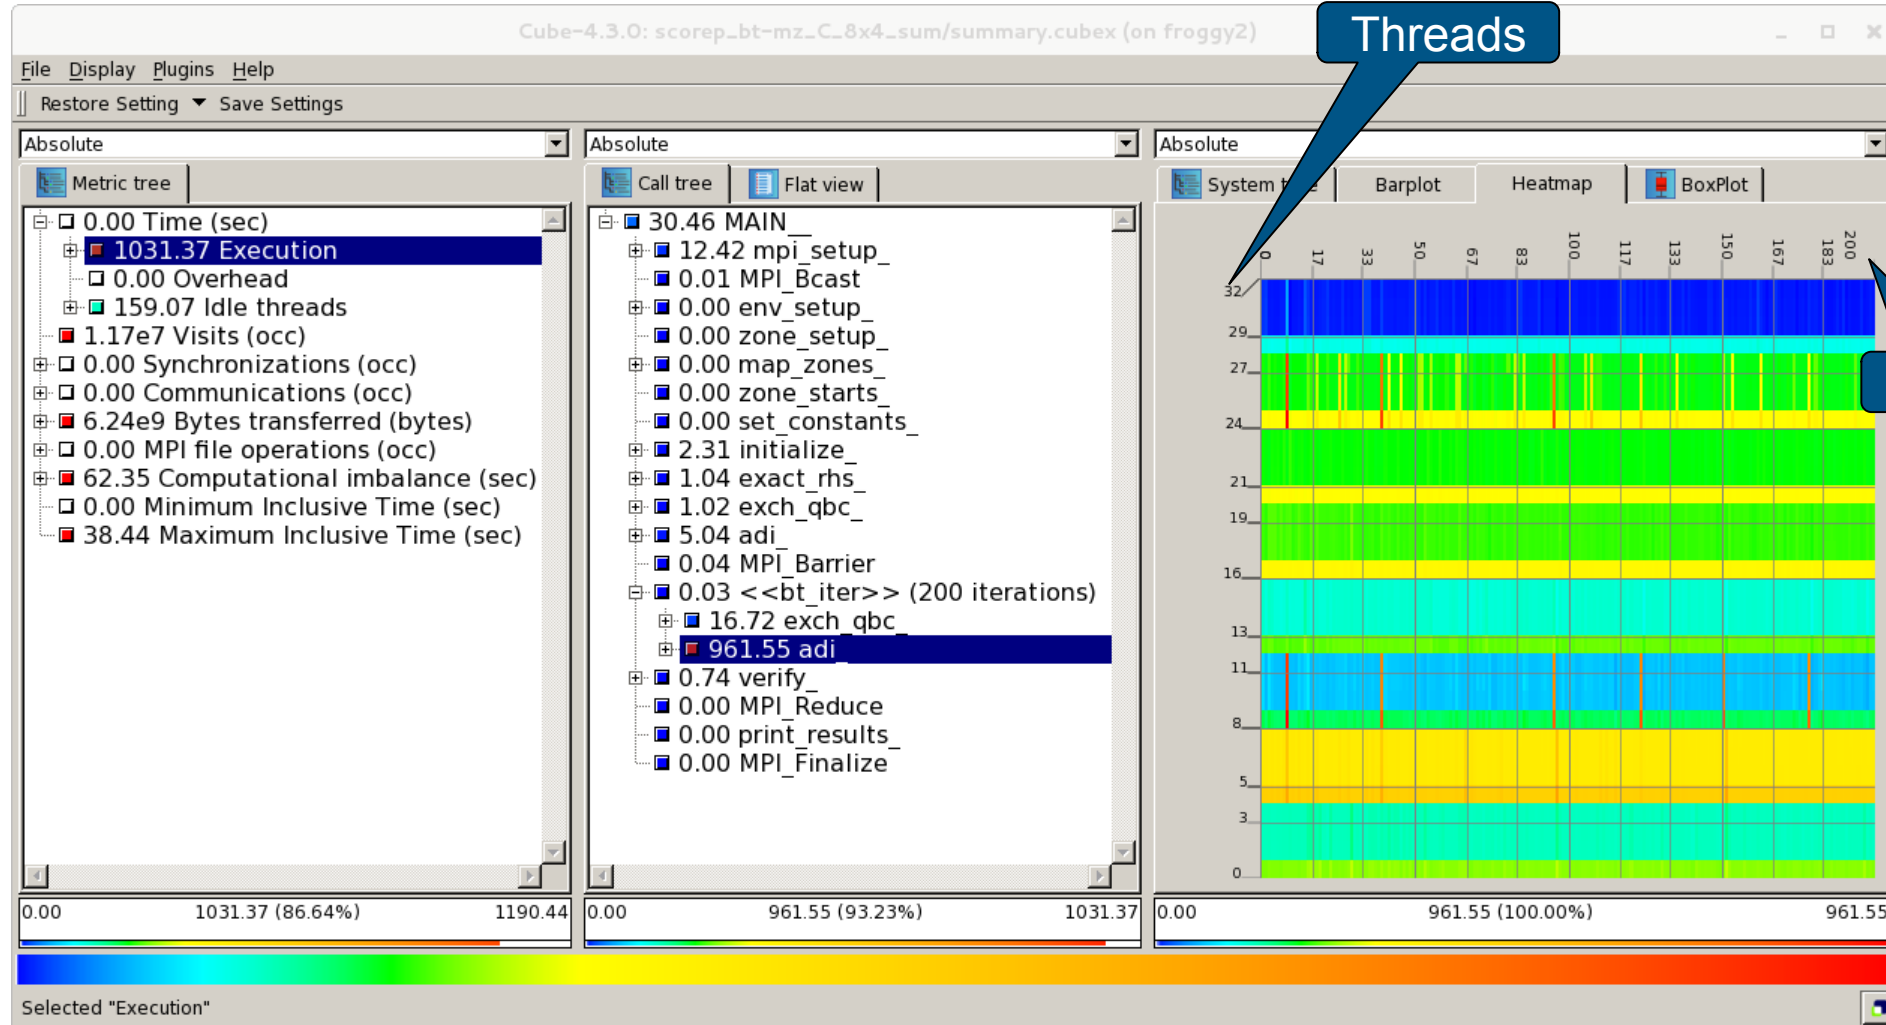 Cube-4.3.0: scorep_bt-mz_C_8x4_sum/summary.cubex (on froggy2)
Threads
File Display Plugins Help
Restore Setting Save Settings
Absolute
Metric tree
0.00 Time (sec)
1031.37 Execution
0.00 Overhead
159.07 Idle threads
1.17e7 Visits (occ)
0.00 Synchronizations (occ)
0.00 Communications (occ)
6.24e9 Bytes transferred (bytes)
0.00 MPI file operations (occ)
62.35 Computational imbalance (sec)
0.00 Minimum Inclusive Time (sec)
38.44 Maximum Inclusive Time (sec)
0.00 1031.37 (86.64%) 1190.44
Absolute
Call tree Flat view
30.46 MAIN__
12.42 mpi_setup_
0.01 MPI_Bcast
0.00 env_setup_
0.00 zone_setup_
0.00 map_zones_
0.00 zone_starts_
0.00 set_constants_
2.31 initialize_
1.04 exact_rhs_
1.02 exch_qbc_
5.04 adi_
0.04 MPI_Barrier
0.03 <<bt_iter>> (200 iterations)
16.72 exch_qbc_
961.55 adi_
0.74 verify_
0.00 MPI_Reduce
0.00 print_results_
0.00 MPI_Finalize
0.00 961.55 (93.23%) 1031.37
Absolute
System Barplot Heatmap BoxPlot
0 17 33 50 67 83 100 117 133 150 167 183 200
32
29
27
24
21
19
16
13
11
8
5
3
0
0.00 961.55 (100.00%) 961.55
Selected "Execution"